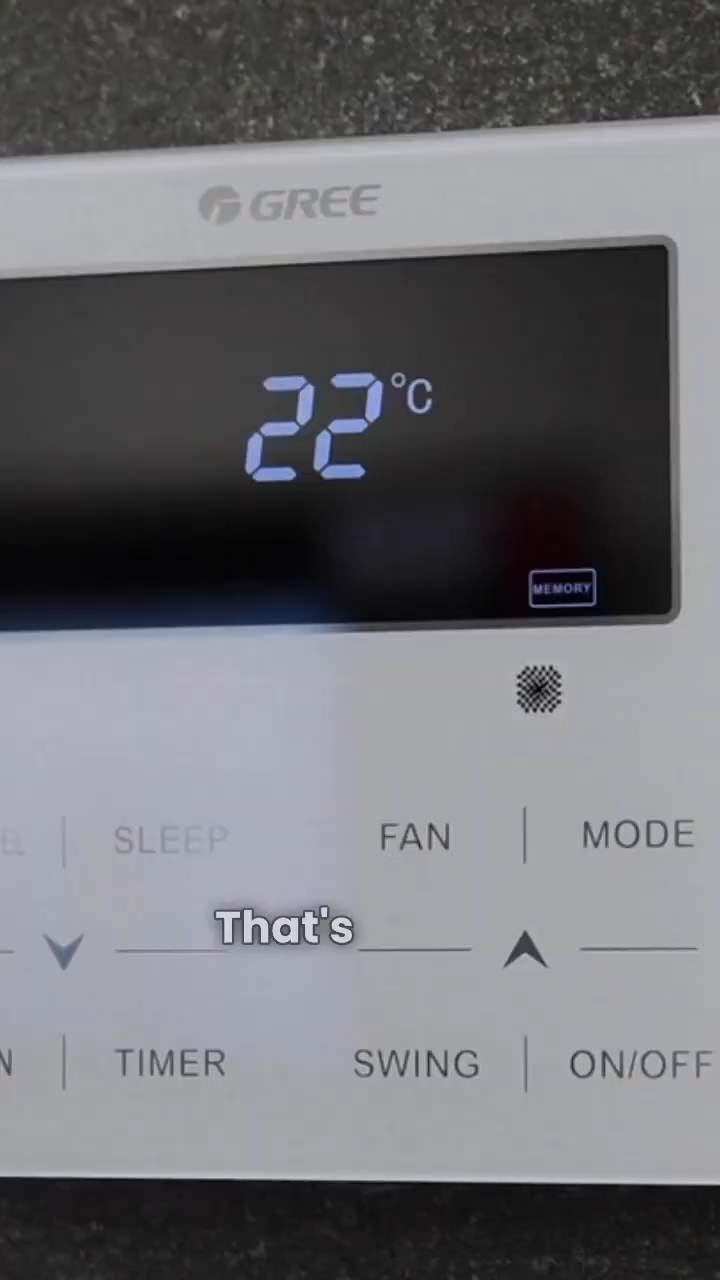 GREE
22°C
MEMORY
SLEEP
FAN
MODE
That's
N
TIMER
SWING
ON/OFF